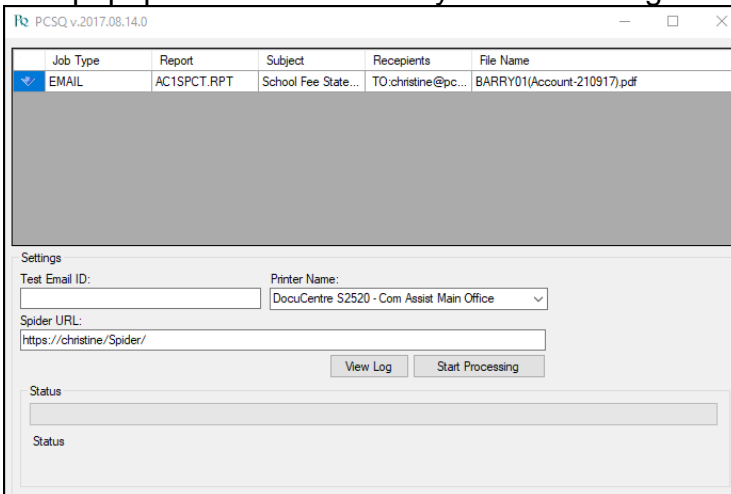 PCSQ v.2017.08.14.0
Job Type Report Subject Recepients File Name
EMAIL AC1SPCT.RPT School Fee State... TO:christine@pc... BARRY01(Account-210917).pdf
Settings
Test Email ID: Printer Name:
DocuCentre S2520 - Com Assist Main Office
Spider URL:
https://christine/Spider/
View Log Start Processing
Status
Status